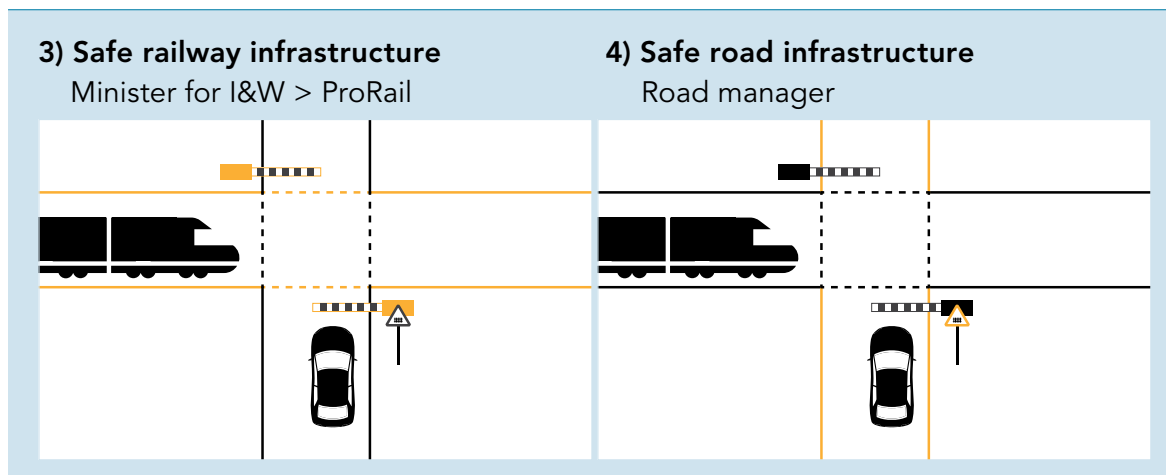 3) Safe railway infrastructure
Minister for I&W > ProRail
4) Safe road infrastructure
Road manager